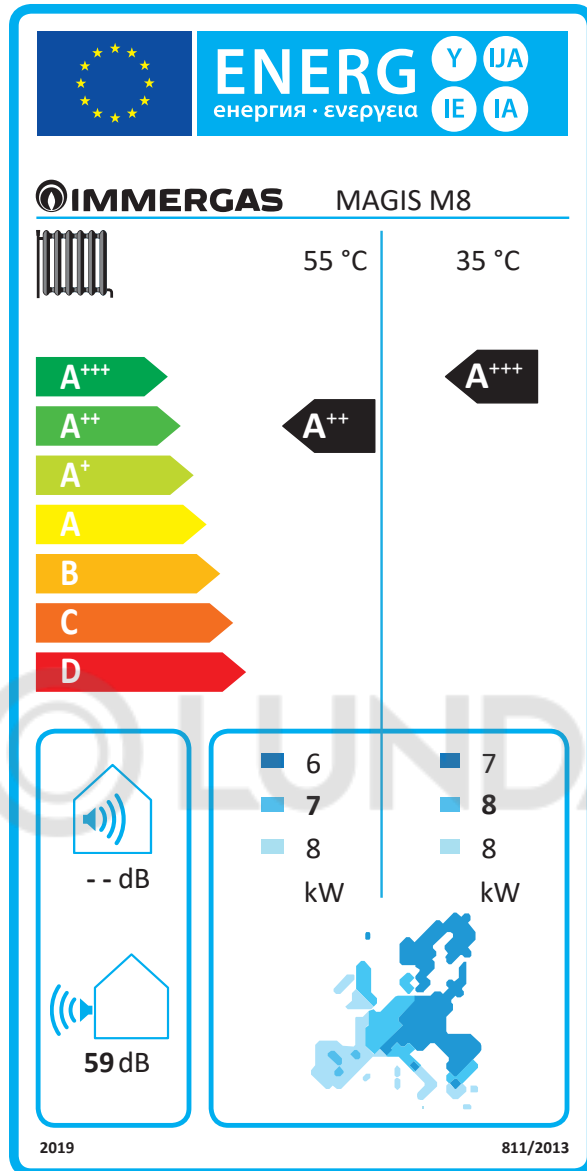 ENERG Y IJA
енергия · ενεργεια IE IA
IMMERGAS MAGIS M8
55 °C 35 °C
A+++ A+++
A++ A++
A+
A
B
C
D
LUNDA
6 7
7 8
8 8
-- dB kW kW
59 dB
2019 811/2013